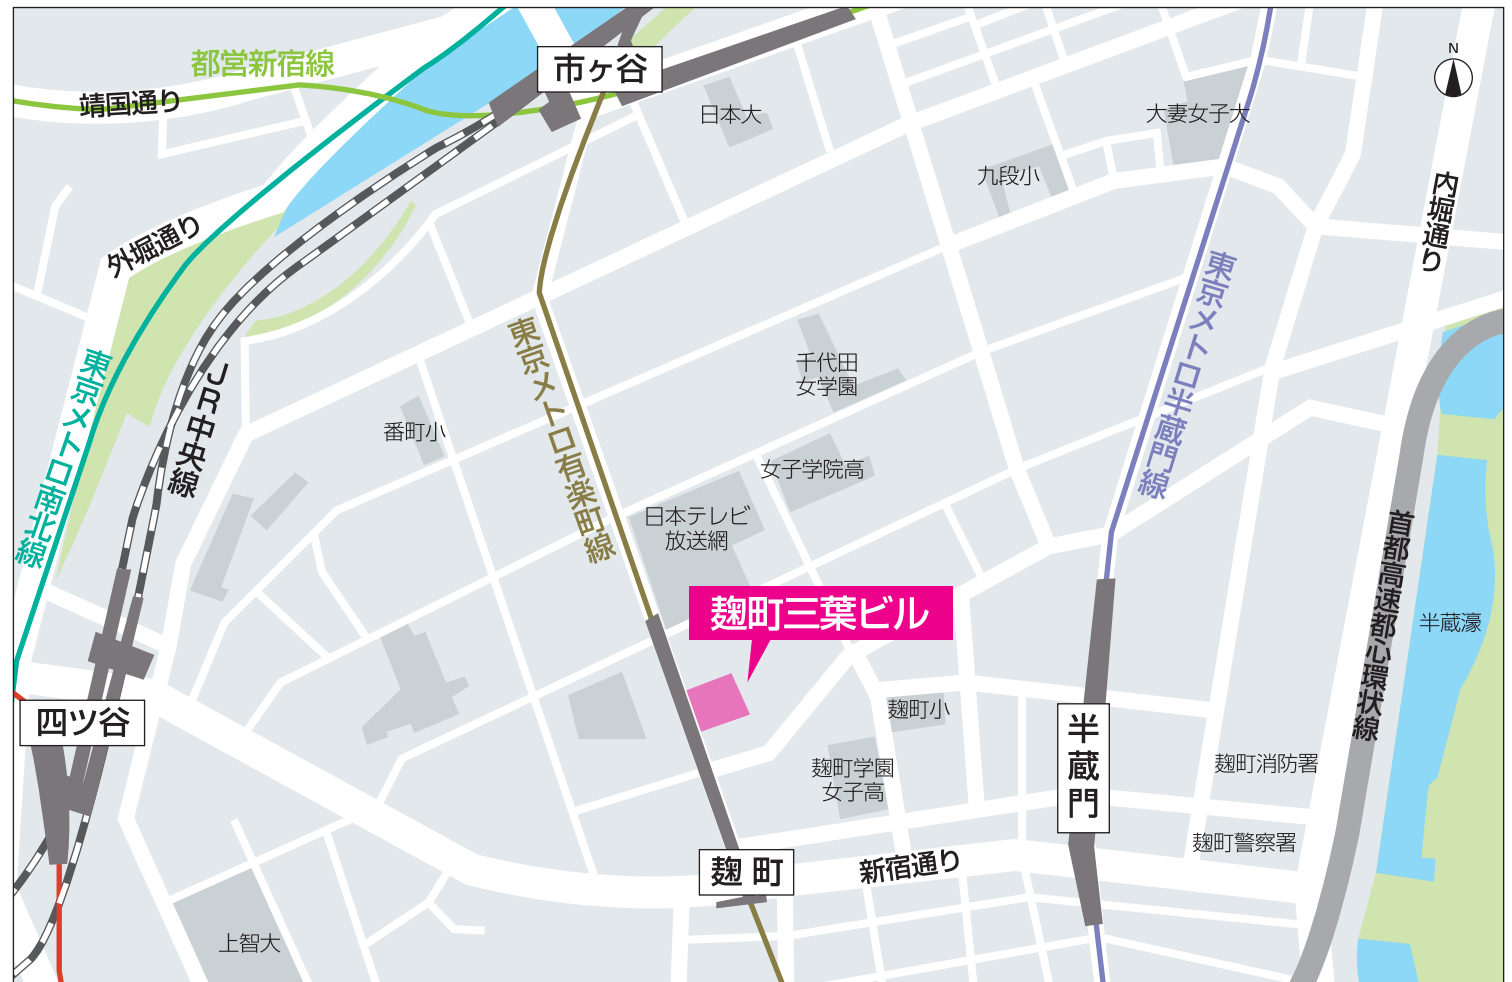 都営新宿線
靖国通り
市ヶ谷
日本大
大妻女子大
N
九段小
内堀通り
外堀通り
東京メトロ半蔵門線
東京メトロ有楽町線
千代田
女学園
東京メトロ南北線
JR中央線
番町小
女子学院高
日本テレビ
放送網
首都高速都心環状線
麹町三葉ビル
半蔵濠
四ツ谷
麹町小
半蔵門
麹町学園
女子高
麹町消防署
麹町警察署
麹町
新宿通り
上智大